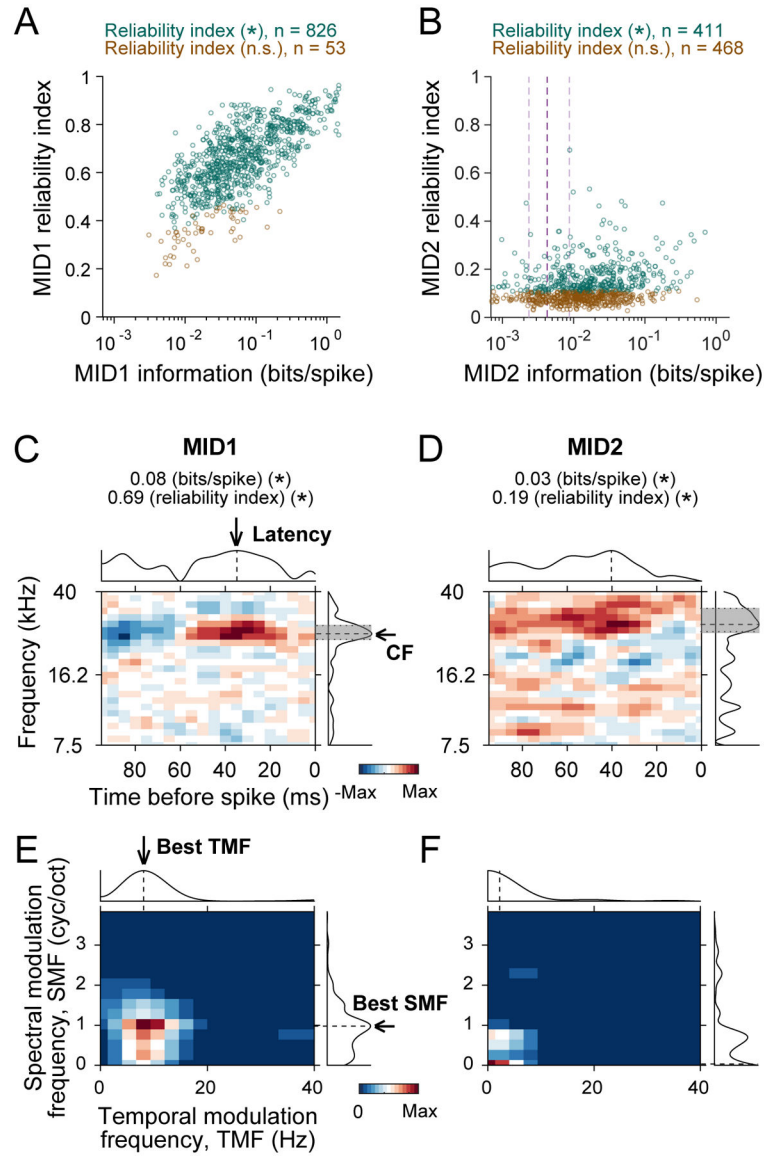 A
Reliability index (*), n = 826
Reliability index (n.s.), n = 53
MID1 reliability index
1
0.8
0.6
0.4
0.2
0
10-3
10-2
10-1
100
MID1 information (bits/spike)
B
Reliability index (*), n = 411
Reliability index (n.s.), n = 468
MID2 reliability index
1
0.8
0.6
0.4
0.2
0
10-3
10-2
10-1
100
MID2 information (bits/spike)
C
MID1
0.08 (bits/spike) (*)
0.69 (reliability index) (*)
Latency
Frequency (kHz)
40
16.2
7.5
CF
80
60
40
20
0
Time before spike (ms)
-Max
Max
D
MID2
0.03 (bits/spike) (*)
0.19 (reliability index) (*)
40
16.2
7.5
80
60
40
20
0
E
Best TMF
Spectral modulation
frequency, SMF (cyc/oct)
3
2
1
0
Best SMF
0
20
40
Temporal modulation
frequency, TMF (Hz)
0
Max
F
3
2
1
0
0
20
40